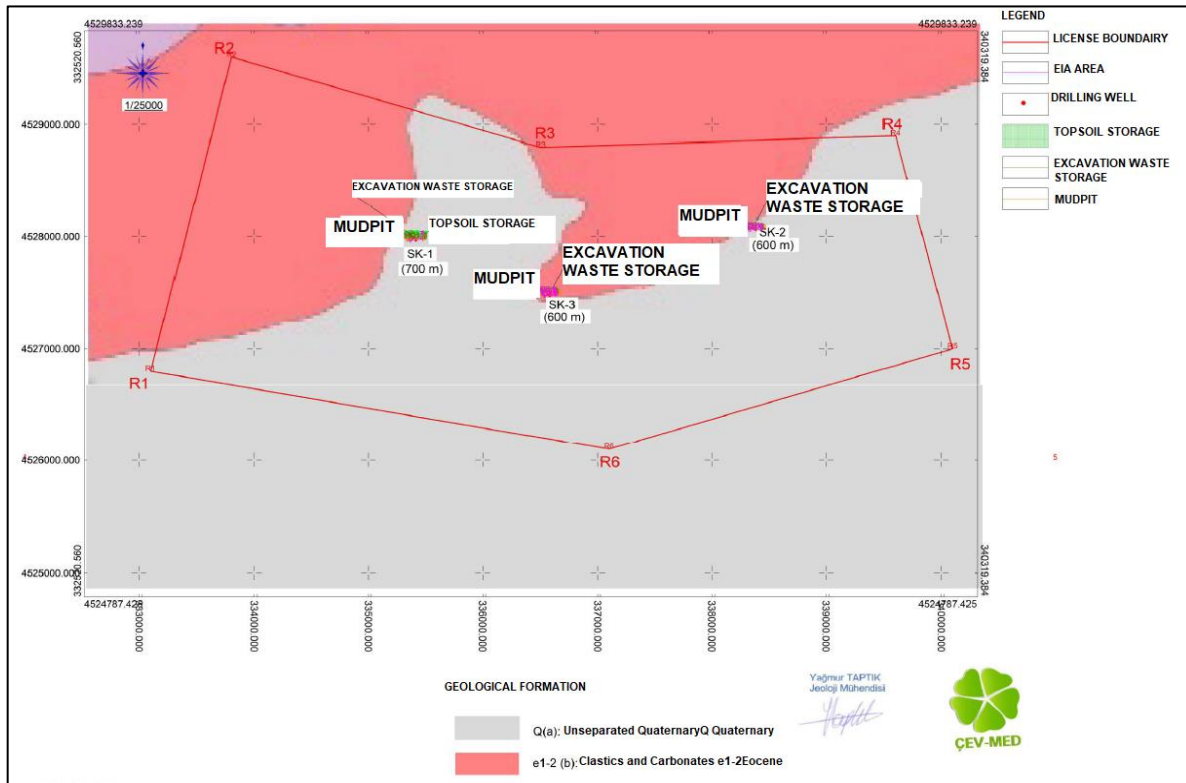 4529833.239
4529833.239
332520.560
340319.384
LEGEND
LICENSE BOUNDAIRY
EIA AREA
DRILLING WELL
TOPSOIL STORAGE
EXCAVATION WASTE
STORAGE
MUDPIT
1/25000
R2
R3
R3
R4
R4
4529000.000
EXCAVATION WASTE STORAGE
MUDPIT
TOPSOIL STORAGE
SK-1
(700 m)
EXCAVATION
WASTE STORAGE
MUDPIT
SK-2
(600 m)
4528000.000
EXCAVATION
WASTE STORAGE
MUDPIT
SK-3
(600 m)
4527000.000
R1
R1
R5
R5
R6
R6
4526000.000
5
4525000.000
332520.560
340319.384
4524787.425
4524787.425
333000.000
334000.000
335000.000
336000.000
337000.000
338000.000
339000.000
340000.000
GEOLOGICAL FORMATION
Q(a): Unseparated QuaternaryQ Quaternary
e1-2 (b): Clastics and Carbonates e1-2Eocene
Yağmur TAPTIK
Jeoloji Mühendisi
ÇEV-MED